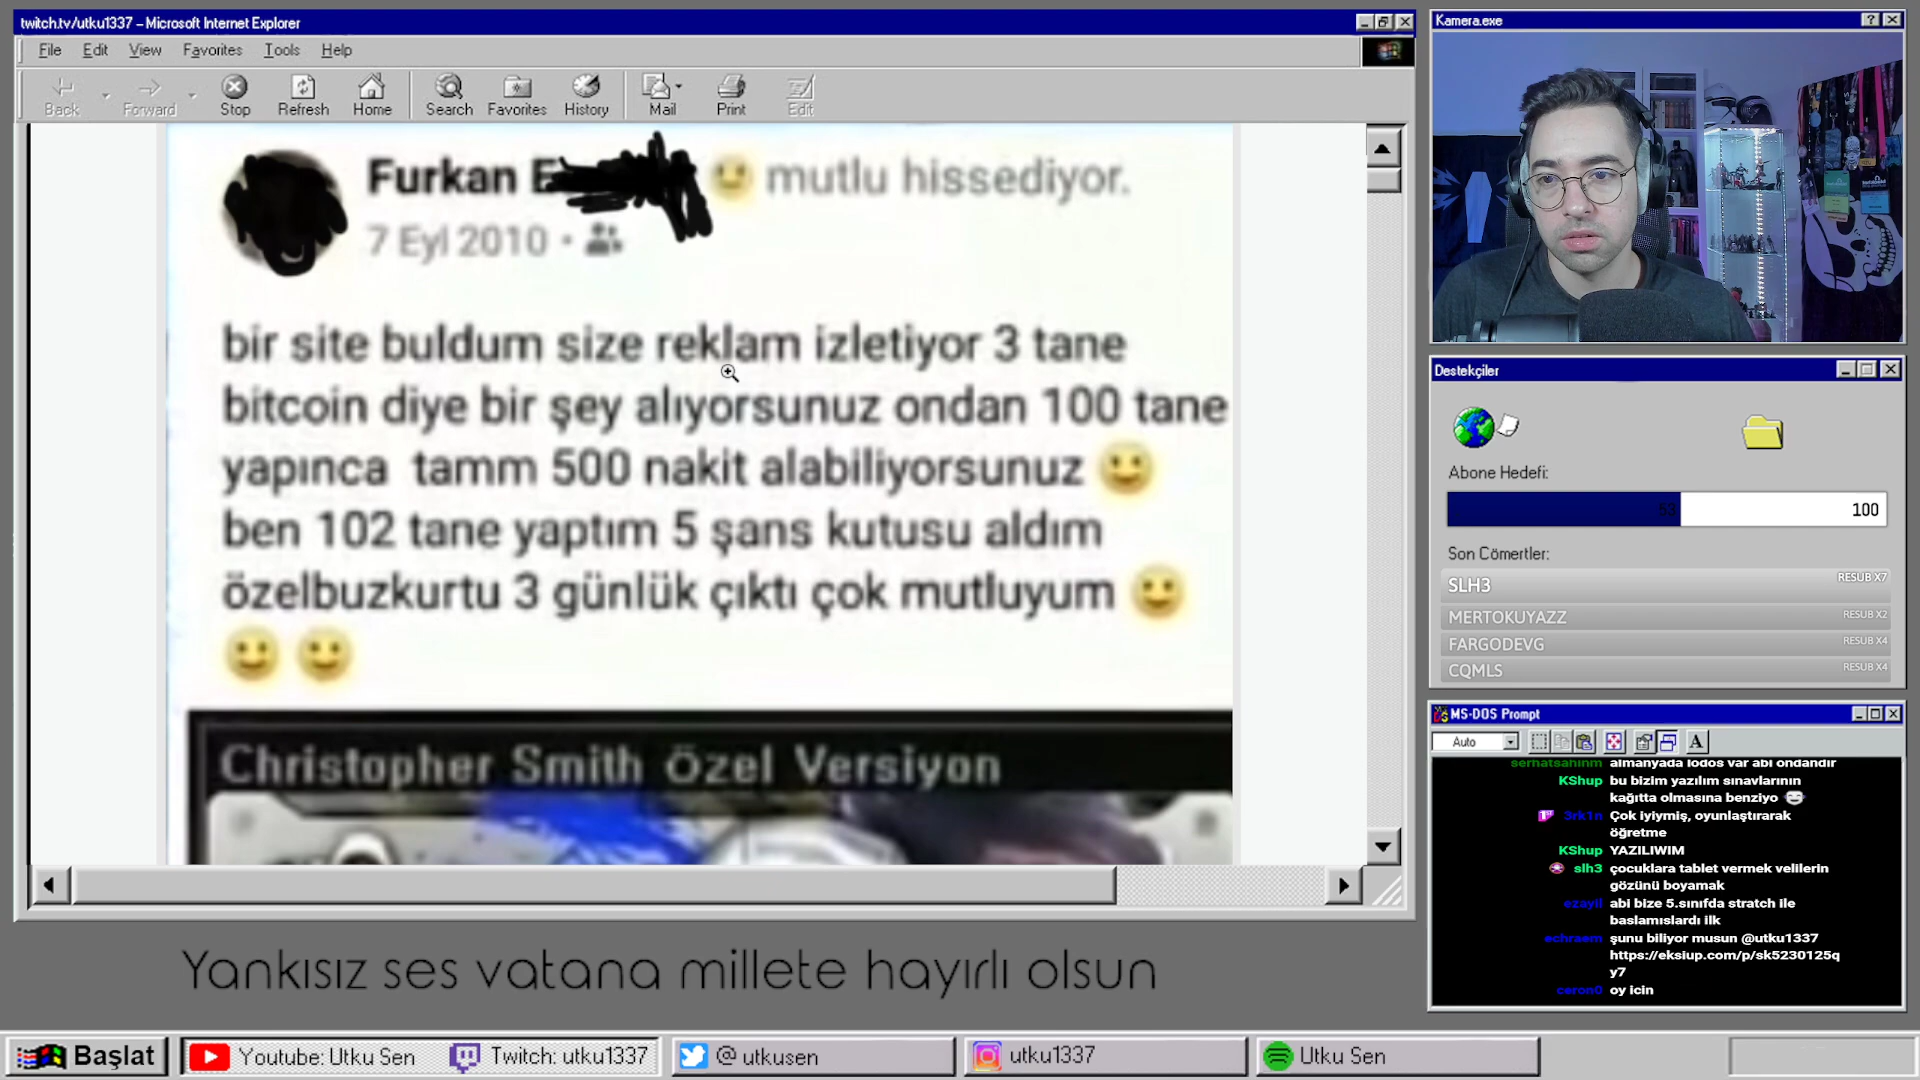 twitch.tv/utku1337 – Microsoft Internet Explorer
File Edit View Favorites Tools Help
Back Forward Stop Refresh Home Search Favorites History Mail Print Edit
Furkan E mutlu hissediyor.
7 Eyl 2010
bir site buldum size reklam izletiyor 3 tane
bitcoin diye bir şey alıyorsunuz ondan 100 tane
yapınca tamm 500 nakit alabiliyorsunuz
ben 102 tane yaptım 5 şans kutusu aldım
özelbuzkurtu 3 günlük çıktı çok mutluyum
Christopher Smith Özel Versiyon
Yankısız ses vatana millete hayırlı olsun
Kamera.exe
Destekçiler
Abone Hedefi:
53 100
Son Cömertler:
SLH3 RESUB X7
MERTOKUYAZZ RESUB X2
FARGODEVG RESUB X4
CQMLS RESUB X4
MS-DOS Prompt
Auto
A
serhatsahinm almanyada lodos var abi ondandır
KShup bu bizim yazılım sınavlarının
kağıtta olmasına benziyo
3rk1n Çok iyiymiş, oyunlaştırarak
öğretme
KShup YAZILIWIM
slh3 çocuklara tablet vermek velilerin
gözünü boyamak
ezayii abi bize 5.sınıfda stratch ile
baslamıslardı ilk
echraem şunu biliyor musun @utku1337
https://eksiup.com/p/sk5230125q
y7
ceron0 oy icin
Başlat
Youtube: Utku Sen
Twitch: utku1337
@utkusen
utku1337
Utku Sen